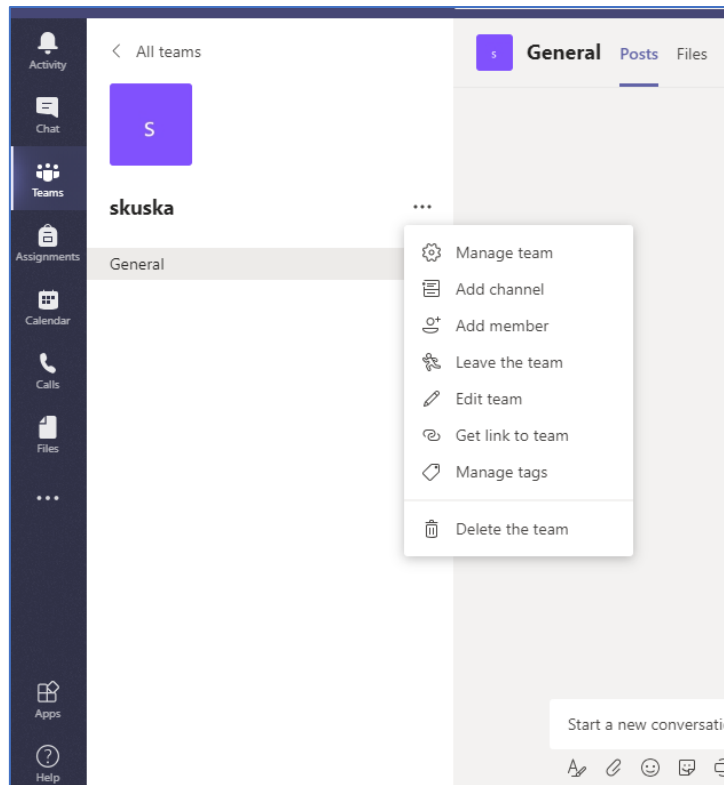 Activity
Chat
Teams
Assignments
Calendar
Calls
Files
Apps
Help
All teams
S
skuska
General
Manage team
Add channel
Add member
Leave the team
Edit team
Get link to team
Manage tags
Delete the team
s General Posts Files
Start a new conversati